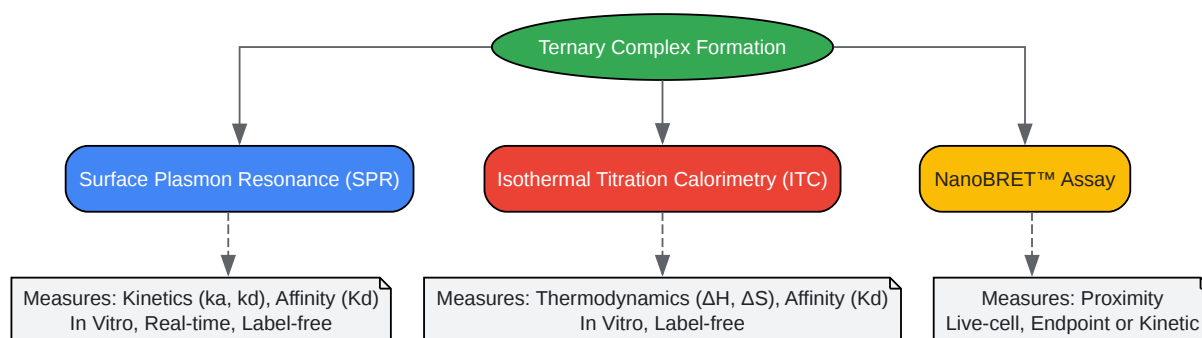 Ternary Complex Formation
Surface Plasmon Resonance (SPR)
Isothermal Titration Calorimetry (ITC)
NanoBRET™ Assay
Measures: Kinetics (ka, kd), Affinity (Kd)
In Vitro, Real-time, Label-free
Measures: Thermodynamics (ΔH, ΔS), Affinity (Kd)
In Vitro, Label-free
Measures: Proximity
Live-cell, Endpoint or Kinetic